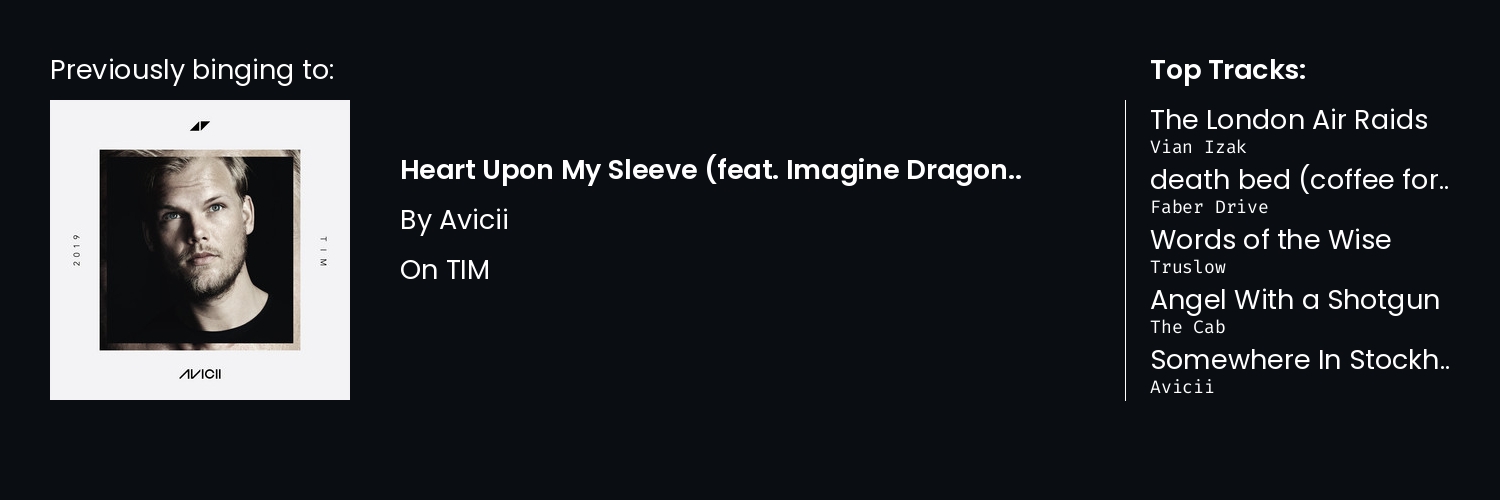 Previously binging to:
2019
TIM
AVICII
Heart Upon My Sleeve (feat. Imagine Dragon..
By Avicii
On TIM
Top Tracks:
The London Air Raids
Vian Izak
death bed (coffee for..
Faber Drive
Words of the Wise
Truslow
Angel With a Shotgun
The Cab
Somewhere In Stockh..
Avicii